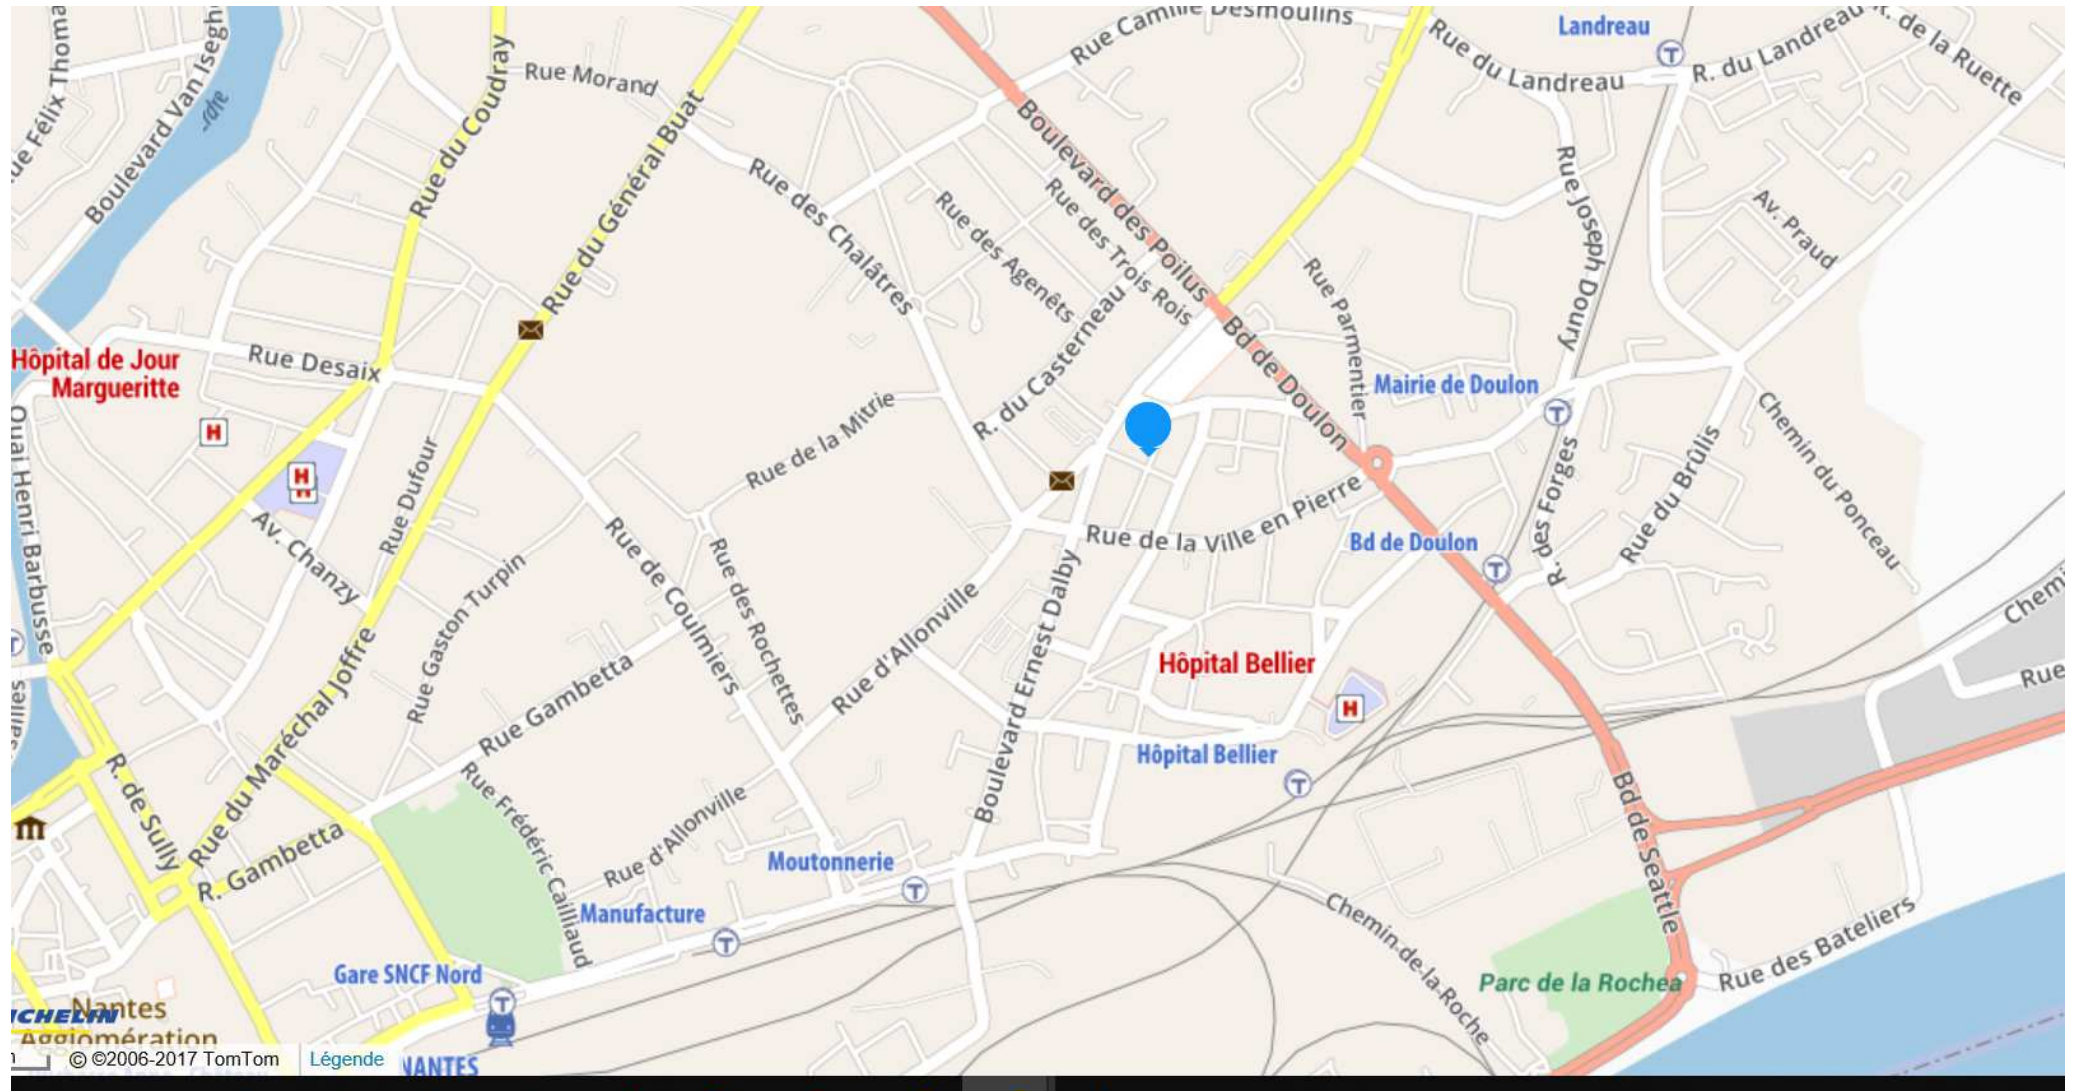 Rue Camille Desmoulins
Landreau
Rue du Landreau
R. du Landreau
R. de la Ruette
Boulevard Van Isegh
Rue du Coudray
Rue Morand
Rue du Général Buat
Boulevard des Poilus
Rue des Chalâtres
Rue des Agenêts
Rue des Trois Rois
R. du Casterneau
Rue Parmentier
Rue Joseph Doury
Av. Praud
Hôpital de Jour
Margueritte
Rue Desaix
Bd de Doulon
Mairie de Doulon
Quai Henri Barbusse
Rue Dufour
Av. Chanzy
Rue de la Mitrie
Rue de la Ville en Pierre
Bd de Doulon
R. des Forges
Rue du Brûlis
Chemin du Ponceau
Rue Gaston Turpin
Rue de Coulmiers
Rue des Rochettes
Rue d'Allonville
Boulevard Ernest Dalby
Hôpital Bellier
Hôpital Bellier
Chemi
Rue
Rue du Maréchal Joffre
Rue Gambetta
R. de Sully
R. Gambetta
Rue Frédéric Cailliaud
Rue d'Allonville
Moutonnerie
Manufacture
Gare SNCF Nord
Bd de Seattle
Chemin de la Roche
Parc de la Rochea
Rue des Bateliers
Nantes
Agglomération
ICHELIN
© ©2006-2017 TomTom
Légende
NANTES